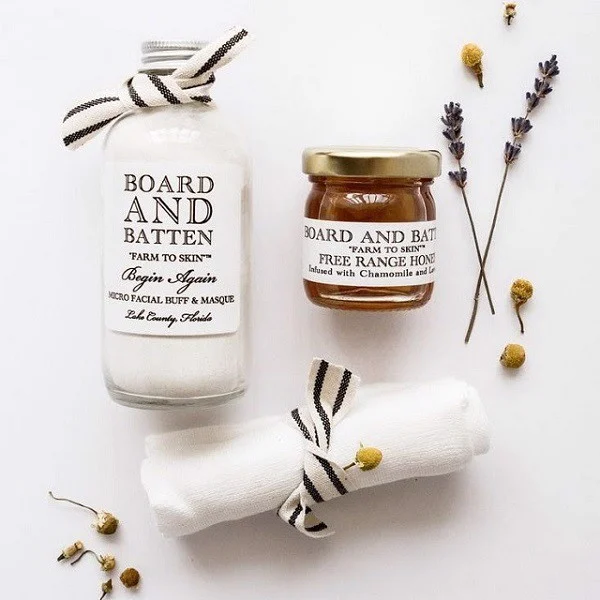 BOARD
AND
BATTEN
"FARM TO SKIN"™
Begin Again
MICRO FACIAL BUFF & MASQUE
Lake County, Florida
BOARD AND BATT
"FARM TO SKIN"™
FREE RANGE HONE
Infused with Chamomile and